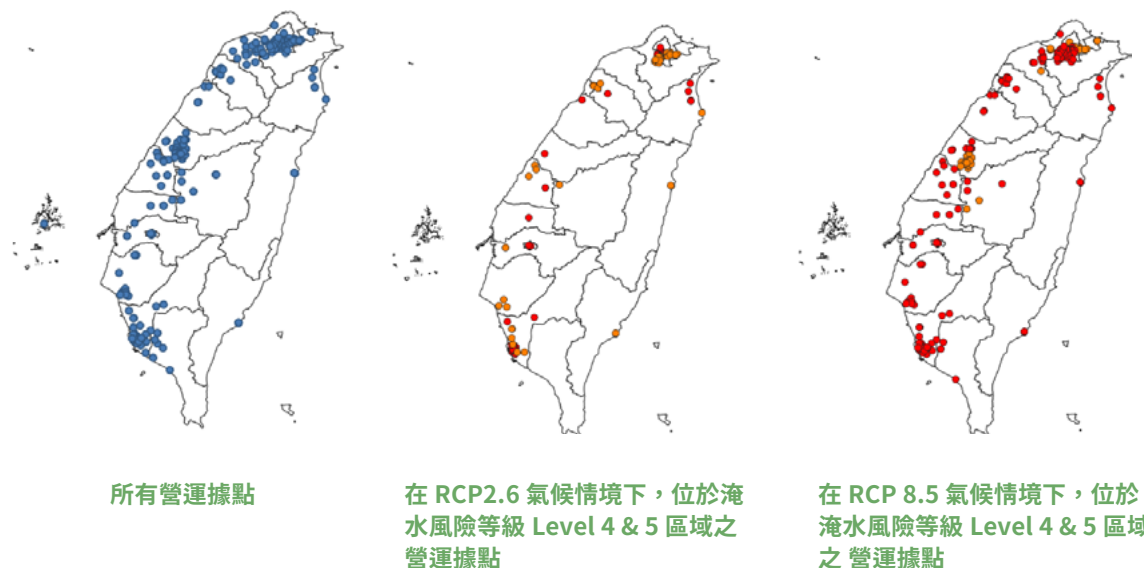 所有營運據點
在 RCP2.6 氣候情境下，位於淹
水風險等級 Level 4 & 5 區域之
營運據點
在 RCP 8.5 氣候情境下，位於
淹水風險等級 Level 4 & 5 區域
之 營運據點